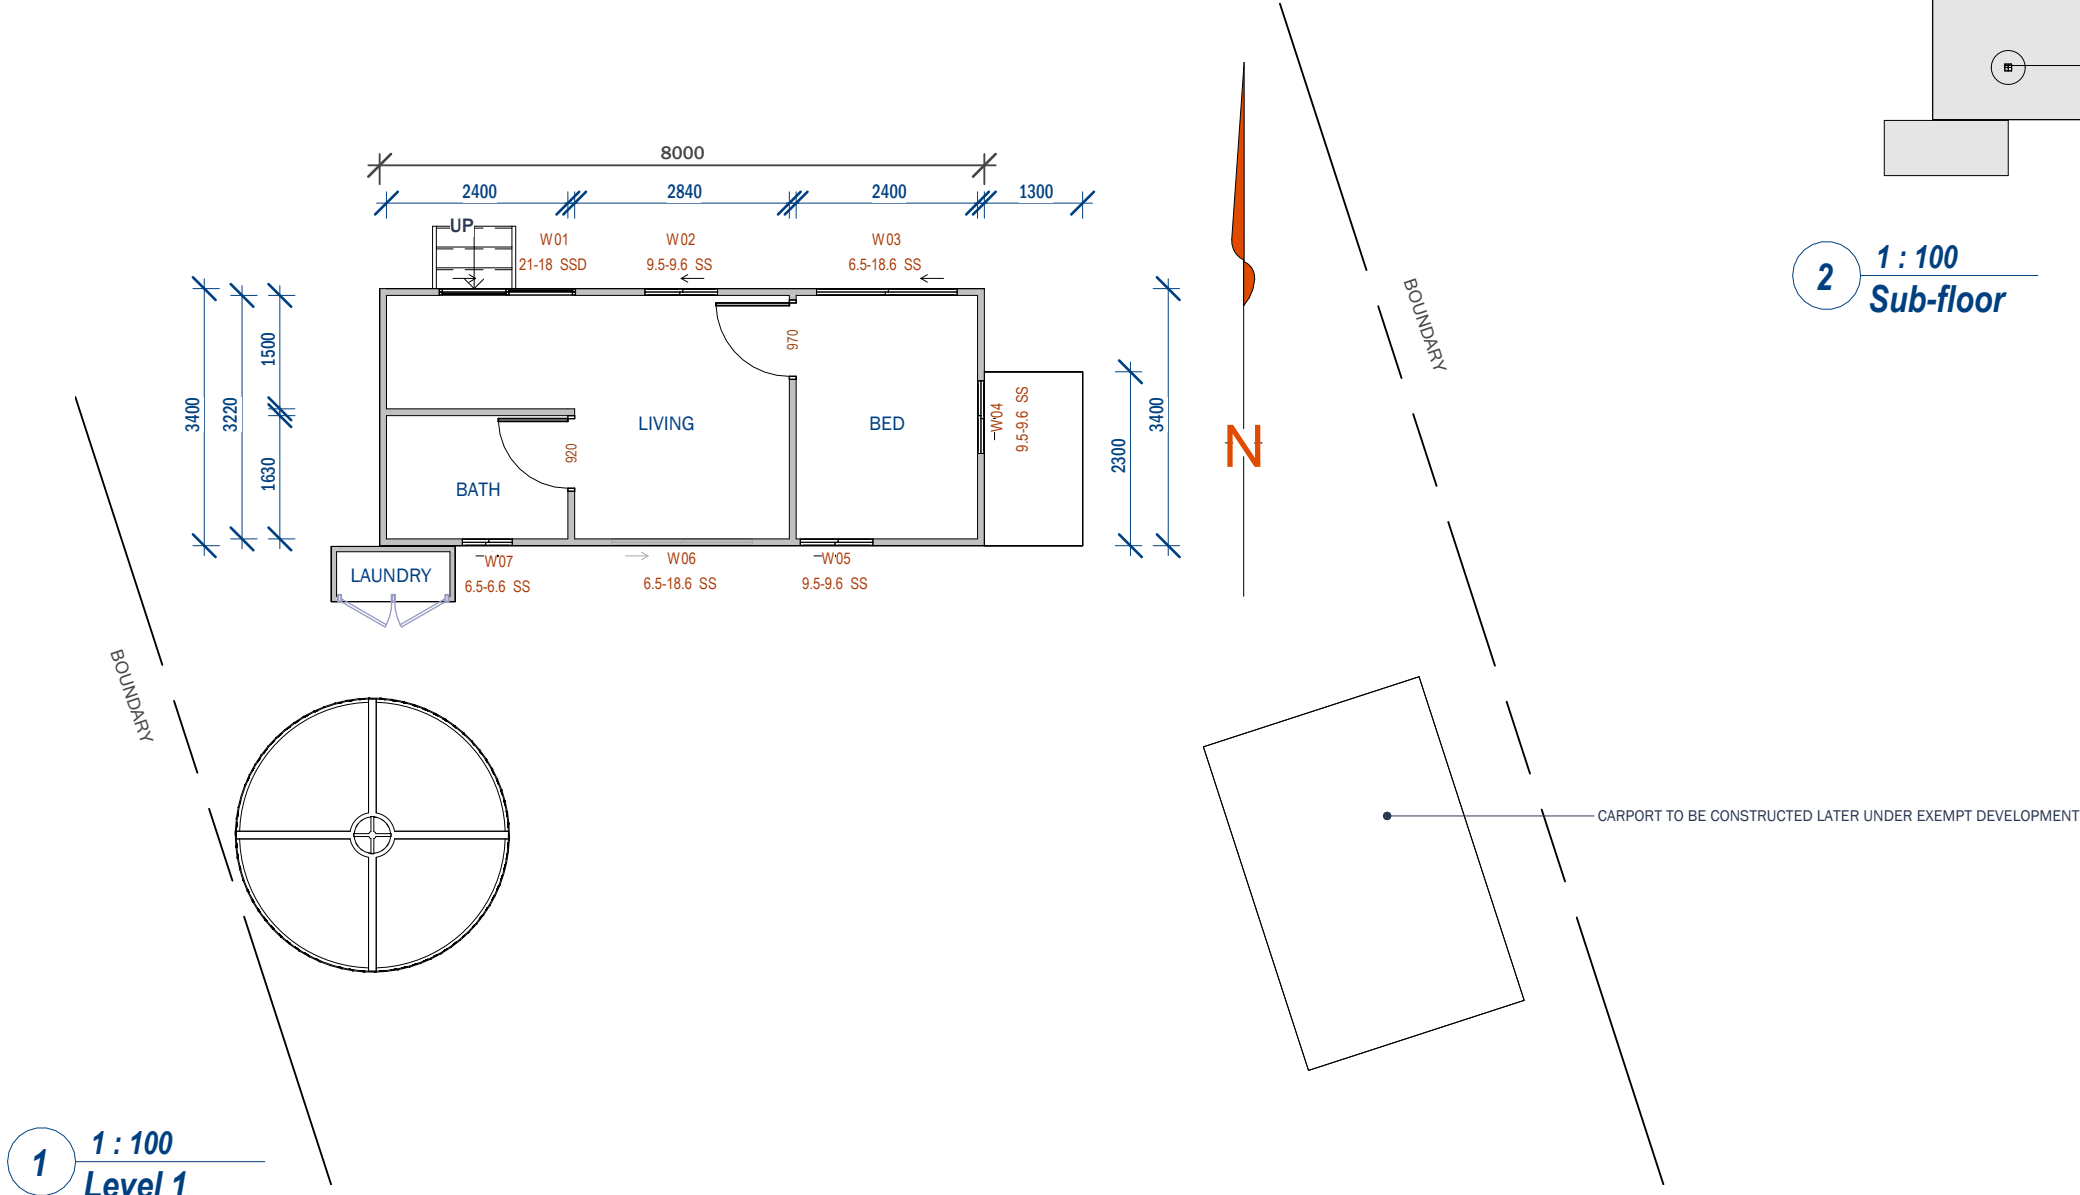 8000
2400
2840
2400
1300
UP
W01
21-18 SSD
W02
9.5-9.6 SS
W03
6.5-18.6 SS
3400
3220
1500
1630
970
920
LIVING
BED
BATH
LAUNDRY
W04
9.5-9.6 SS
2300
3400
W07
6.5-6.6 SS
W06
6.5-18.6 SS
W05
9.5-9.6 SS
N
BOUNDARY
BOUNDARY
2
1 : 100
Sub-floor
CARPORT TO BE CONSTRUCTED LATER UNDER EXEMPT DEVELOPMENT
1
1 : 100
Level 1